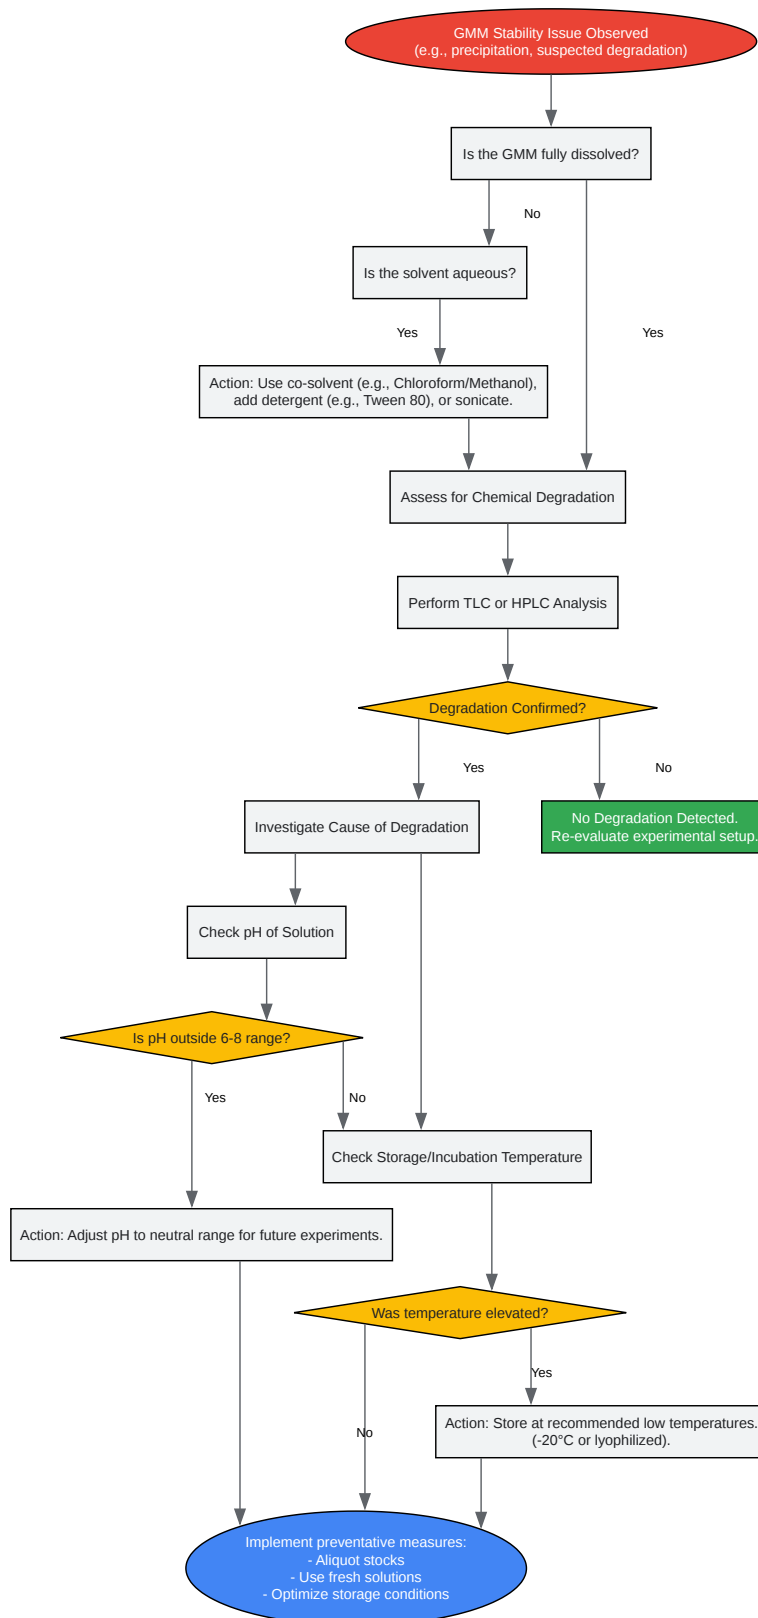 GMM Stability Issue Observed
(e.g., precipitation, suspected degradation)
Is the GMM fully dissolved?
No
Is the solvent aqueous?
Yes
Yes
Action: Use co-solvent (e.g., Chloroform/Methanol),
add detergent (e.g., Tween 80), or sonicate.
Assess for Chemical Degradation
Perform TLC or HPLC Analysis
Degradation Confirmed?
Yes
No
Investigate Cause of Degradation
No Degradation Detected.
Re-evaluate experimental setup.
Check pH of Solution
Is pH outside 6-8 range?
Yes
No
Check Storage/Incubation Temperature
Action: Adjust pH to neutral range for future experiments.
Was temperature elevated?
Yes
Action: Store at recommended low temperatures.
(-20°C or lyophilized).
No
Implement preventative measures:
- Aliquot stocks
- Use fresh solutions
- Optimize storage conditions